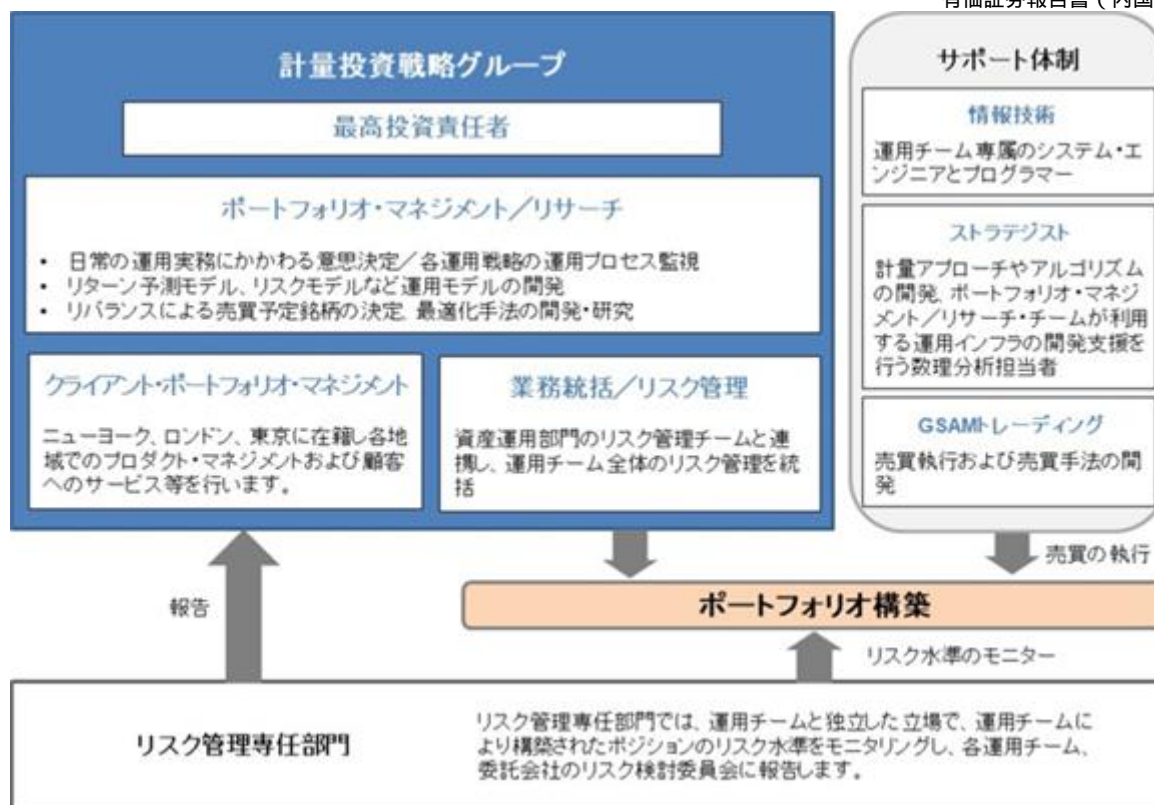 有価証券報告書(内国
計量投資戦略グループ
最高投資責任者
ポートフォリオ・マネジメント/リサーチ
• 日常の運用実務にかかわる意思決定/各運用戦略の運用プロセス監視
• リターン予測モデル、リスクモデルなど運用モデルの開発
• リバランスによる売買予定銘柄の決定、最適化手法の開発・研究
クライアント・ポートフォリオ・マネジメント
ニューヨーク、ロンドン、東京に在籍し各地
域でのプロダクト・マネジメントおよび顧客
へのサービス等を行います。
業務統括/リスク管理
資産運用部門のリスク管理チームと連
携し、運用チーム全体のリスク管理を統
括
サポート体制
情報技術
運用チーム専属のシステム・エ
ンジニアとプログラマー
ストラテジスト
計量アプローチやアルゴリズム
の開発、ポートフォリオ・マネジ
メント/リサーチ・チームが利用
する運用インフラの開発支援を
行う数理分析担当者
GSAMトレーディング
売買執行および売買手法の開
発
売買の執行
報告
ポートフォリオ構築
リスク水準のモニター
リスク管理専任部門
リスク管理専任部門では、運用チームと独立した立場で、運用チームに
より構築されたポジションのリスク水準をモニタリングし、各運用チーム、
委託会社のリスク検討委員会に報告します。